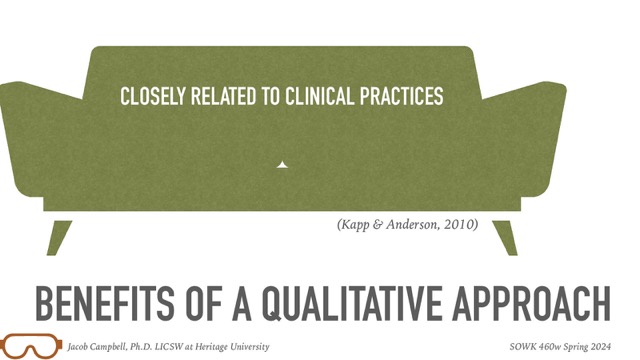 CLOSELY RELATED TO CLINICAL PRACTICES
(Kapp & Anderson, 2010)
BENEFITS OF A QUALITATIVE APPROACH
Jacob Campbell, Ph.D. LICSW at Heritage University
SOWK 460w Spring 2024